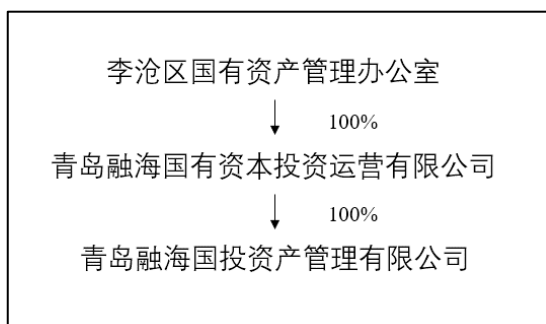 李沧区国有资产管理办公室
100%
青岛融海国有资本投资运营有限公司
100%
青岛融海国投资产管理有限公司